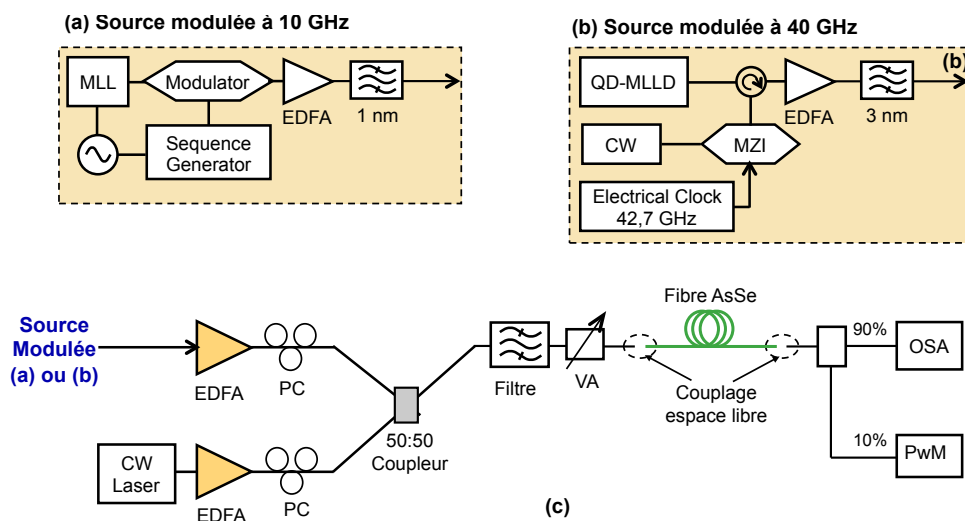 (a) Source modulée à 10 GHz
MLL
Modulator
EDFA
1 nm
Sequence
Generator
(b) Source modulée à 40 GHz
(b)
QD-MLLD
EDFA
3 nm
CW
MZI
Electrical Clock
42,7 GHz
Source
Modulée
(a) ou (b)
EDFA
PC
CW
Laser
EDFA
PC
50:50
Coupleur
Filtre
VA
Fibre AsSe
Couplage
espace libre
90%
OSA
10%
PwM
(c)